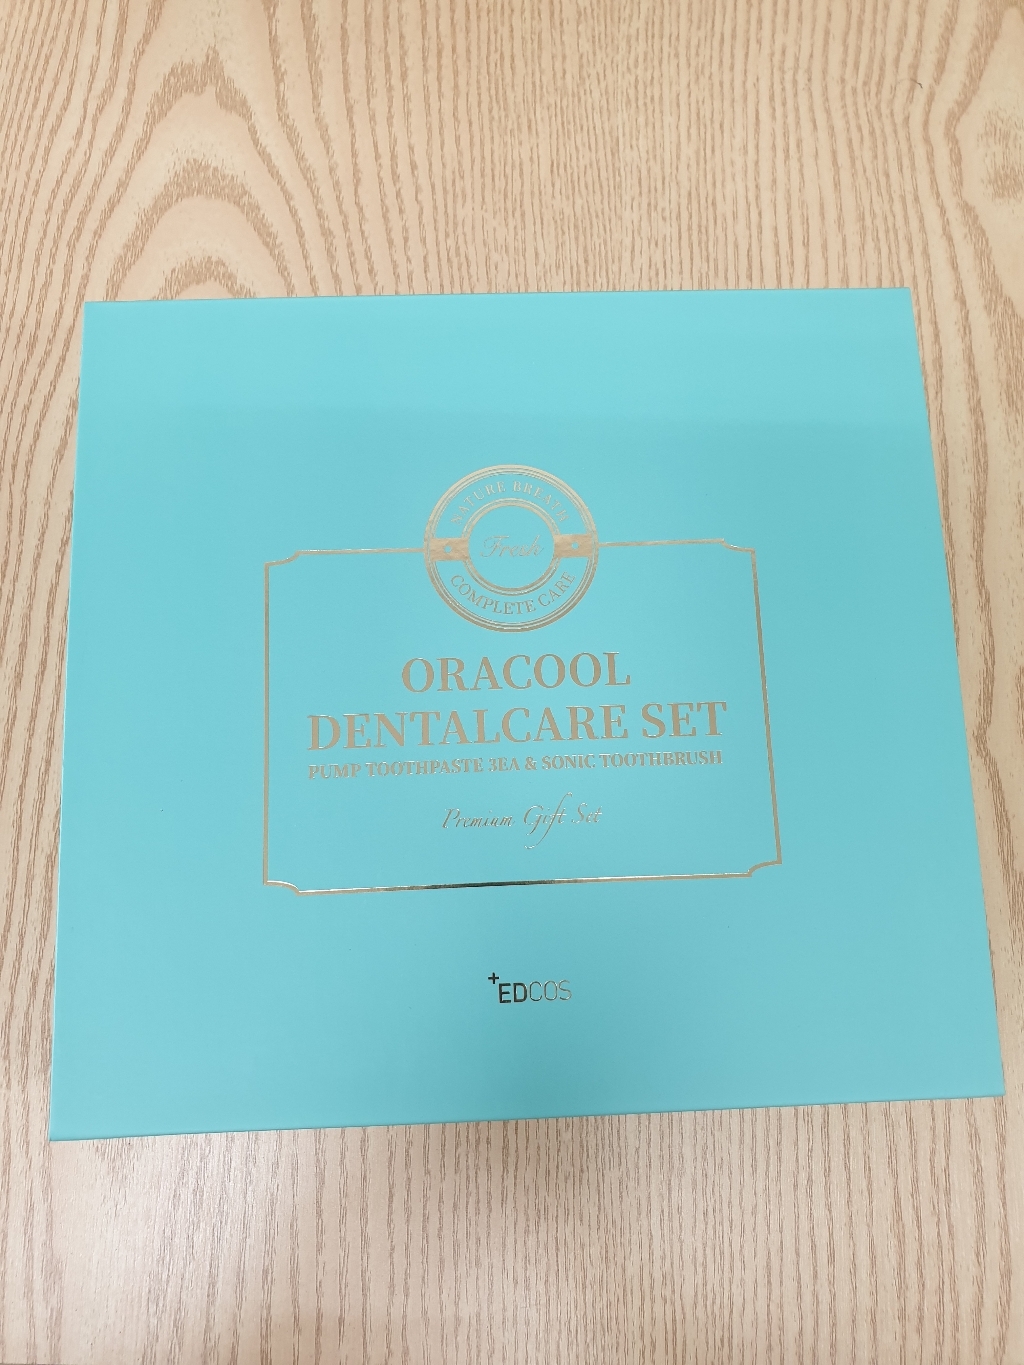 NATURE BREATH
Fresh
COMPLETE CARE
ORACOOL
DENTALCARE SET
PUMP TOOTHPASTE 3EA & SONIC TOOTHBRUSH
Premium Gift Set
+EDCOS